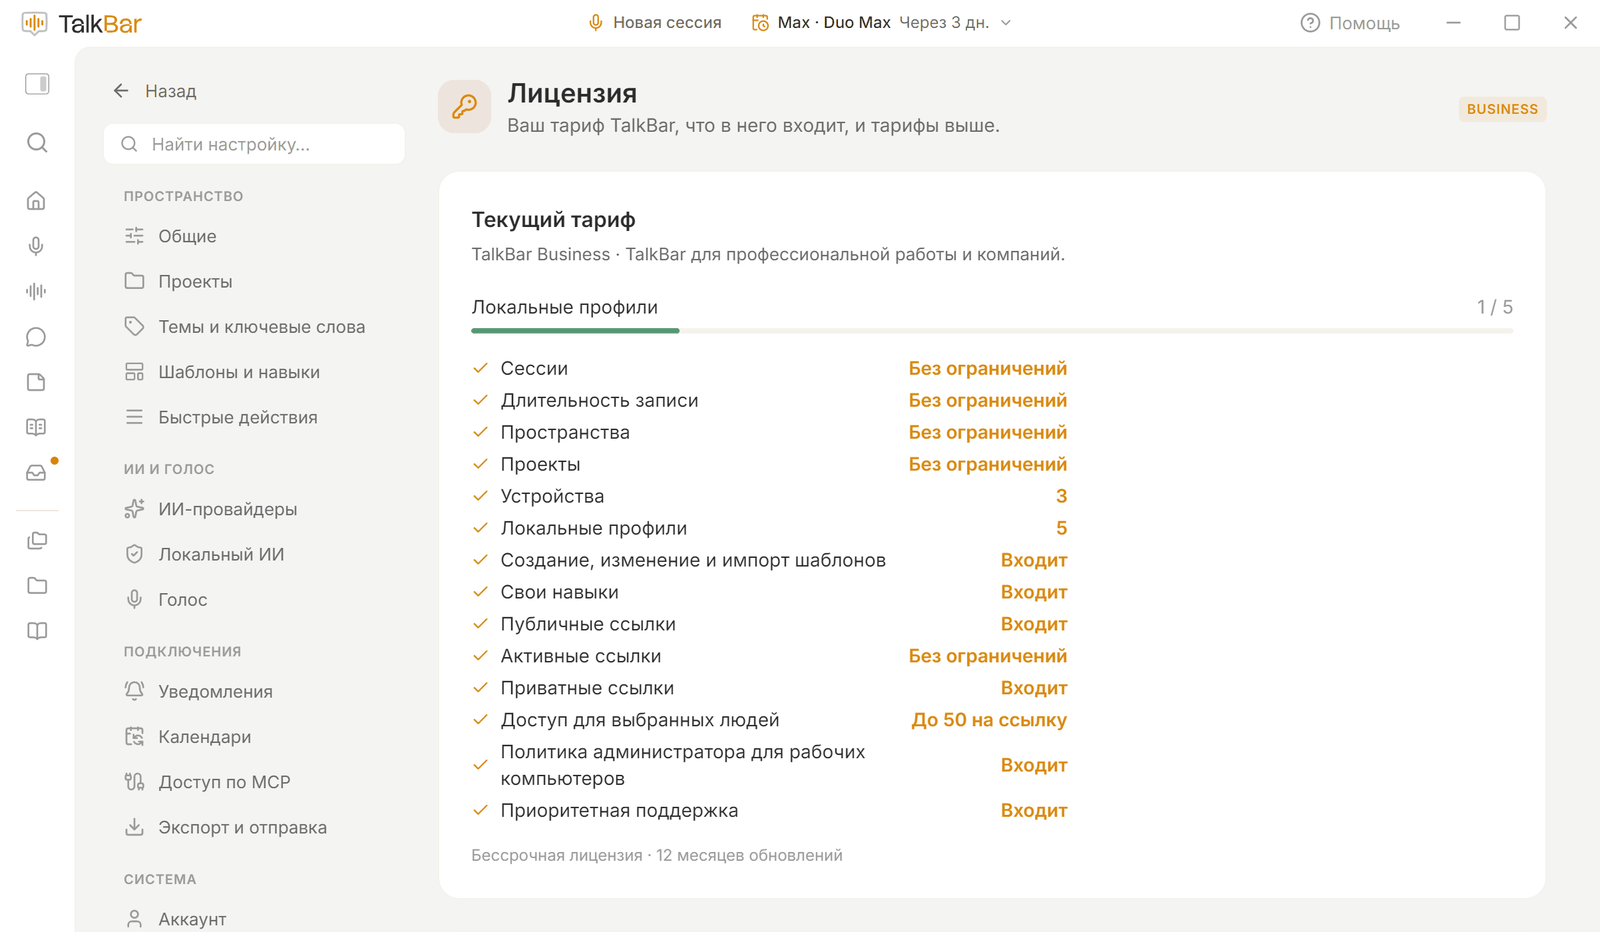 TalkBar
Новая сессия
Max · Duo Max Через 3 дн.
Помощь
Назад
Найти настройку...
ПРОСТРАНСТВО
Общие
Проекты
Темы и ключевые слова
Шаблоны и навыки
Быстрые действия
ИИ И ГОЛОС
ИИ-провайдеры
Локальный ИИ
Голос
ПОДКЛЮЧЕНИЯ
Уведомления
Календари
Доступ по MCP
Экспорт и отправка
СИСТЕМА
Аккаунт
Лицензия
Ваш тариф TalkBar, что в него входит, и тарифы выше.
BUSINESS
Текущий тариф
TalkBar Business · TalkBar для профессиональной работы и компаний.
Локальные профили 1 / 5
Сессии Без ограничений
Длительность записи Без ограничений
Пространства Без ограничений
Проекты Без ограничений
Устройства 3
Локальные профили 5
Создание, изменение и импорт шаблонов Входит
Свои навыки Входит
Публичные ссылки Входит
Активные ссылки Без ограничений
Приватные ссылки Входит
Доступ для выбранных людей До 50 на ссылку
Политика администратора для рабочих
компьютеров Входит
Приоритетная поддержка Входит
Бессрочная лицензия · 12 месяцев обновлений